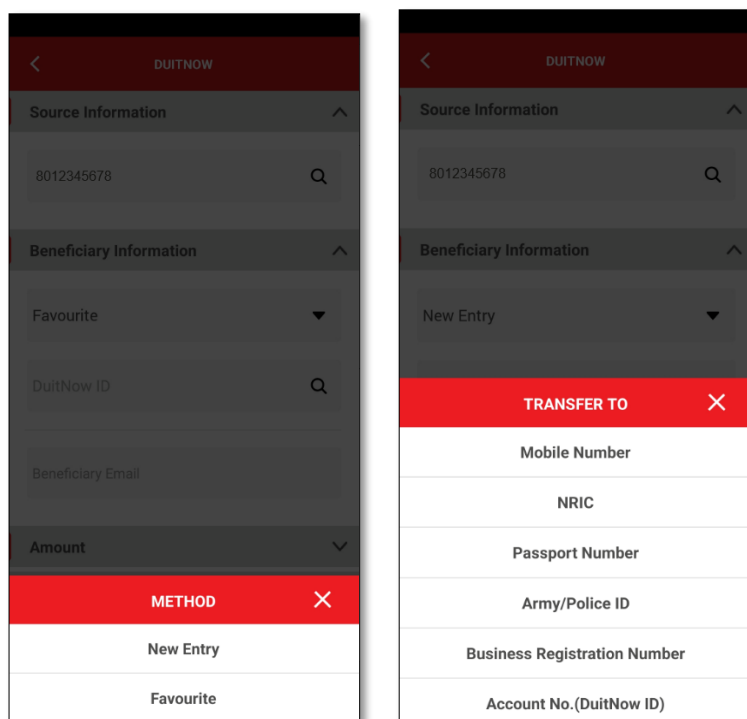 DUITNOW
Source Information
8012345678
Beneficiary Information
Favourite
DuitNow ID
Beneficiary Email
Amount
METHOD
New Entry
Favourite
DUITNOW
Source Information
8012345678
Beneficiary Information
New Entry
TRANSFER TO
Mobile Number
NRIC
Passport Number
Army/Police ID
Business Registration Number
Account No.(DuitNow ID)